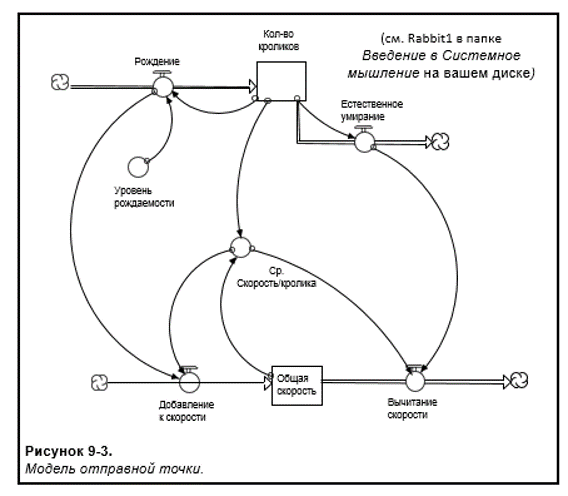 (см. Rabbit1 в папке
Введение в Системное
мышление на вашем диске)
Кол-во
кроликов
Рождение
Естественное
умирание
Уровень
рождаемости
Ср.
Скорость/кролика
Общая
скорость
Добавление
к скорости
Вычитание
скорости
Рисунок 9-3.
Модель отправной точки.